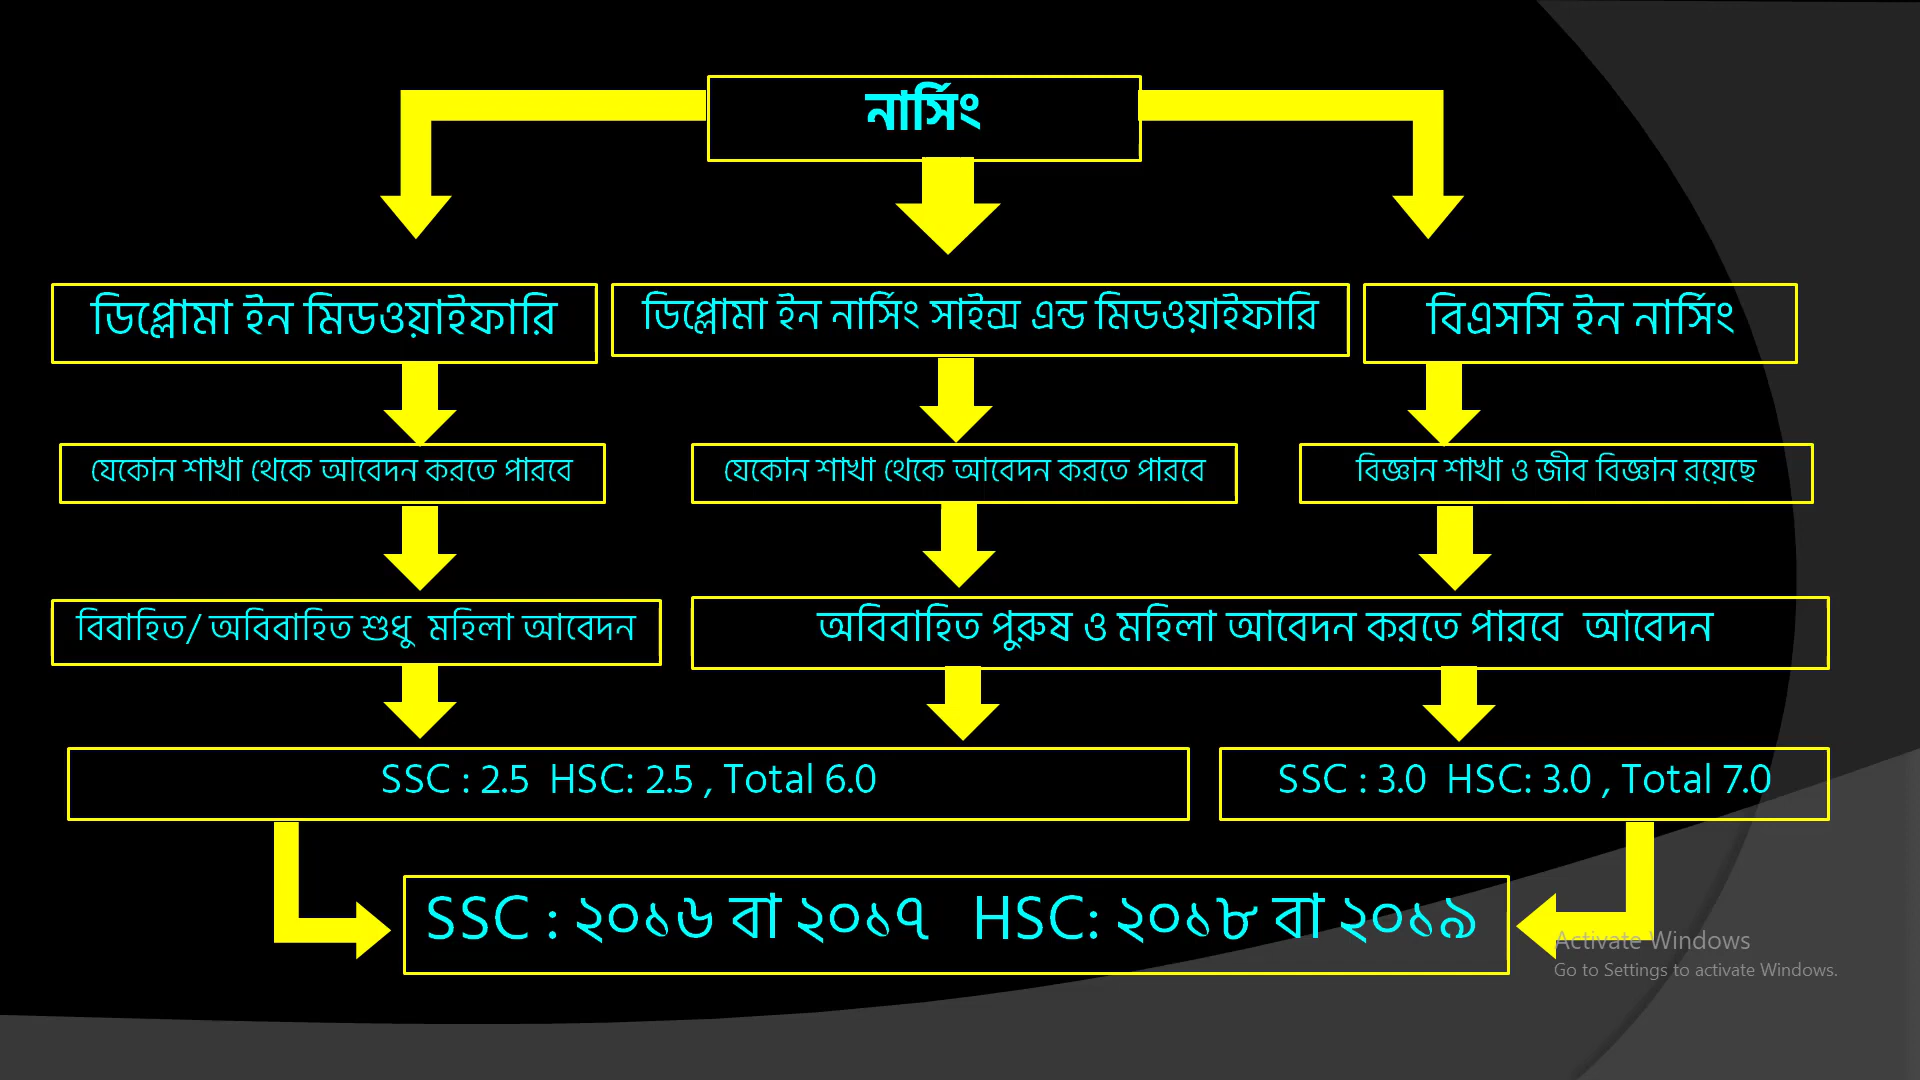 নার্সিং
ডিপ্লোমা ইন মিডওয়াইফারি
ডিপ্লোমা ইন নার্সিং সাইন্স এন্ড মিডওয়াইফারি
বিএসসি ইন নার্সিং
যেকোন শাখা থেকে আবেদন করতে পারবে
যেকোন শাখা থেকে আবেদন করতে পারবে
বিজ্ঞান শাখা ও জীব বিজ্ঞান রয়েছে
বিবাহিত/ অবিবাহিত শুধু মহিলা আবেদন
অবিবাহিত পুরুষ ও মহিলা আবেদন করতে পারবে আবেদন
SSC : 2.5 HSC: 2.5 , Total 6.0
SSC : 3.0 HSC: 3.0 , Total 7.0
SSC : ২০১৬ বা ২০১৭ HSC: ২০১৮ বা ২০১৯
Activate Windows
Go to Settings to activate Windows.